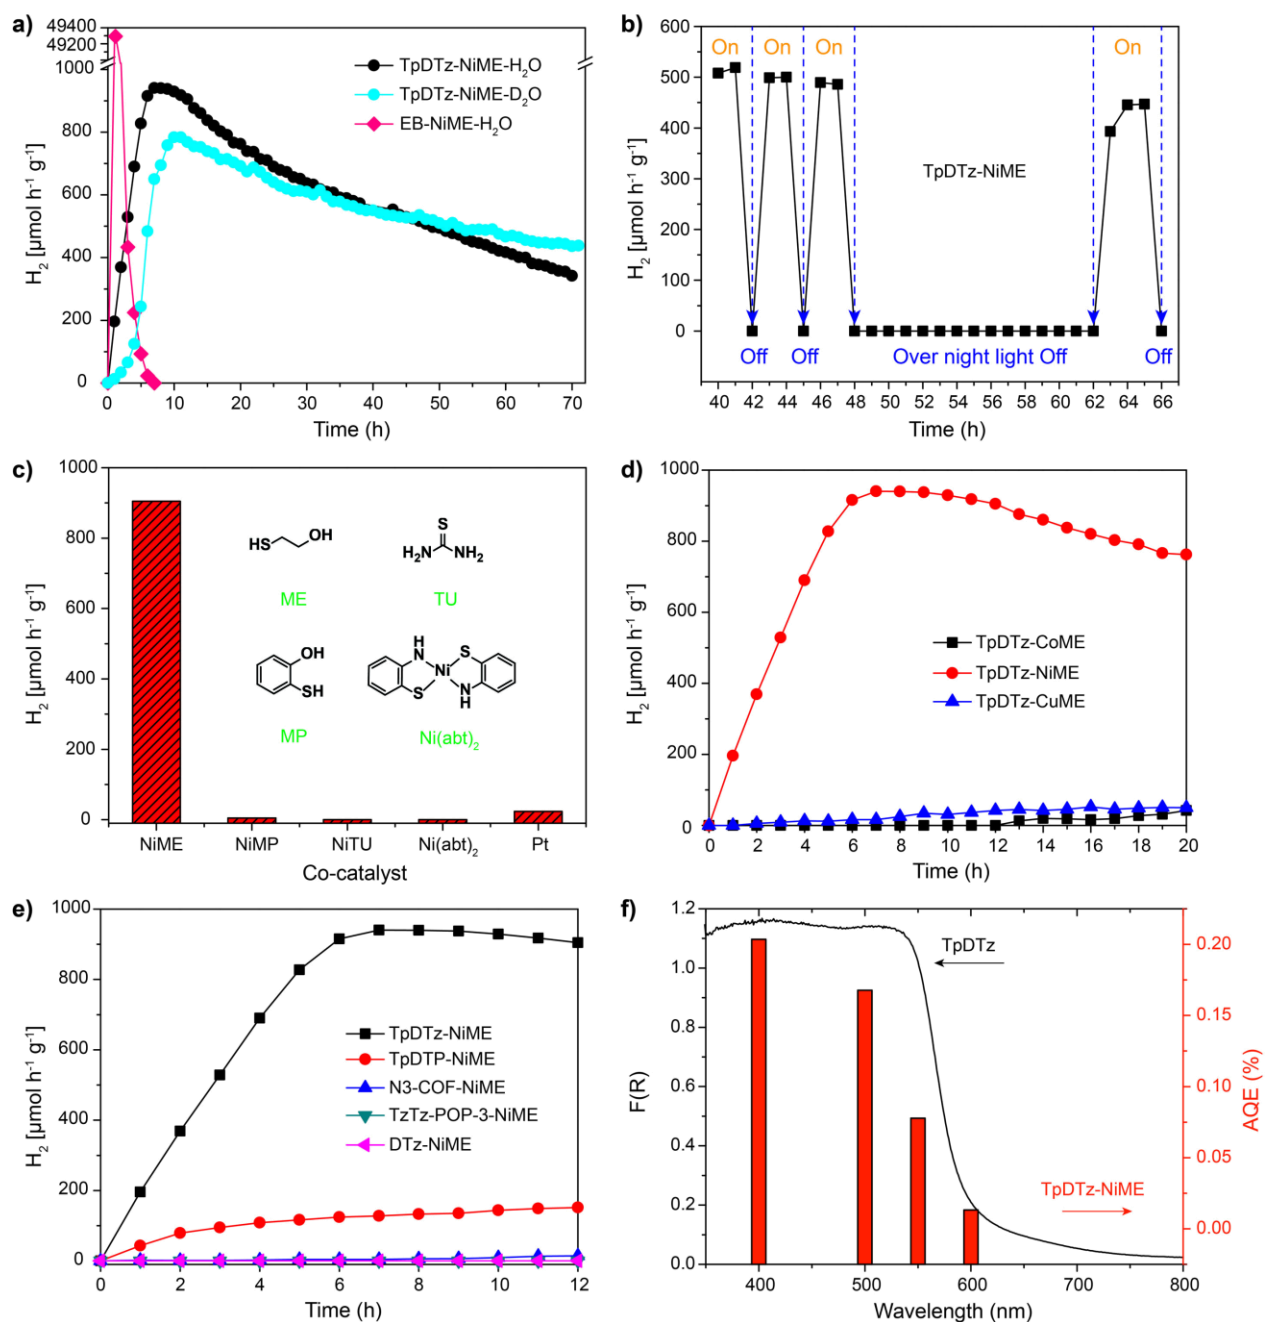 a)
49400
49200
1000
800
600
400
200
0
H₂ [µmol h⁻¹ g⁻¹]
TpDTz-NiME-H₂O
TpDTz-NiME-D₂O
EB-NiME-H₂O
0 10 20 30 40 50 60 70
Time (h)
b)
600
500
400
300
200
100
0
H₂ [µmol h⁻¹ g⁻¹]
On On On On
TpDTz-NiME
Off Off Over night light Off Off
40 42 44 46 48 50 52 54 56 58 60 62 64 66
Time (h)
c)
1000
800
600
400
200
0
H₂ [µmol h⁻¹ g⁻¹]
HS OH
ME
S
H₂N NH₂
TU
OH
SH
MP
H
N S
Ni
S N
H
Ni(abt)₂
NiME NiMP NiTU Ni(abt)₂ Pt
Co-catalyst
d)
1000
800
600
400
200
0
H₂ [µmol h⁻¹ g⁻¹]
TpDTz-CoME
TpDTz-NiME
TpDTz-CuME
0 2 4 6 8 10 12 14 16 18 20
Time (h)
e)
1000
800
600
400
200
0
H₂ [µmol h⁻¹ g⁻¹]
TpDTz-NiME
TpDTP-NiME
N3-COF-NiME
TzTz-POP-3-NiME
DTz-NiME
0 2 4 6 8 10 12
Time (h)
f)
1.2
1.0
0.8
0.6
0.4
0.2
0.0
F(R)
TpDTz
TpDTz-NiME
0.20
0.15
0.10
0.05
0.00
AQE (%)
400 500 600 700 800
Wavelength (nm)